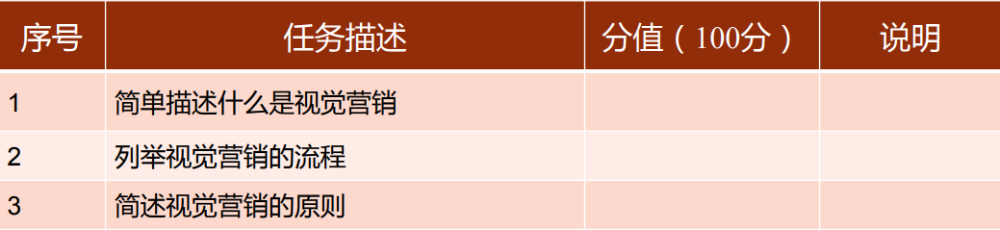 序号 任务描述 分值（100分） 说明
1 简单描述什么是视觉营销
2 列举视觉营销的流程
3 简述视觉营销的原则